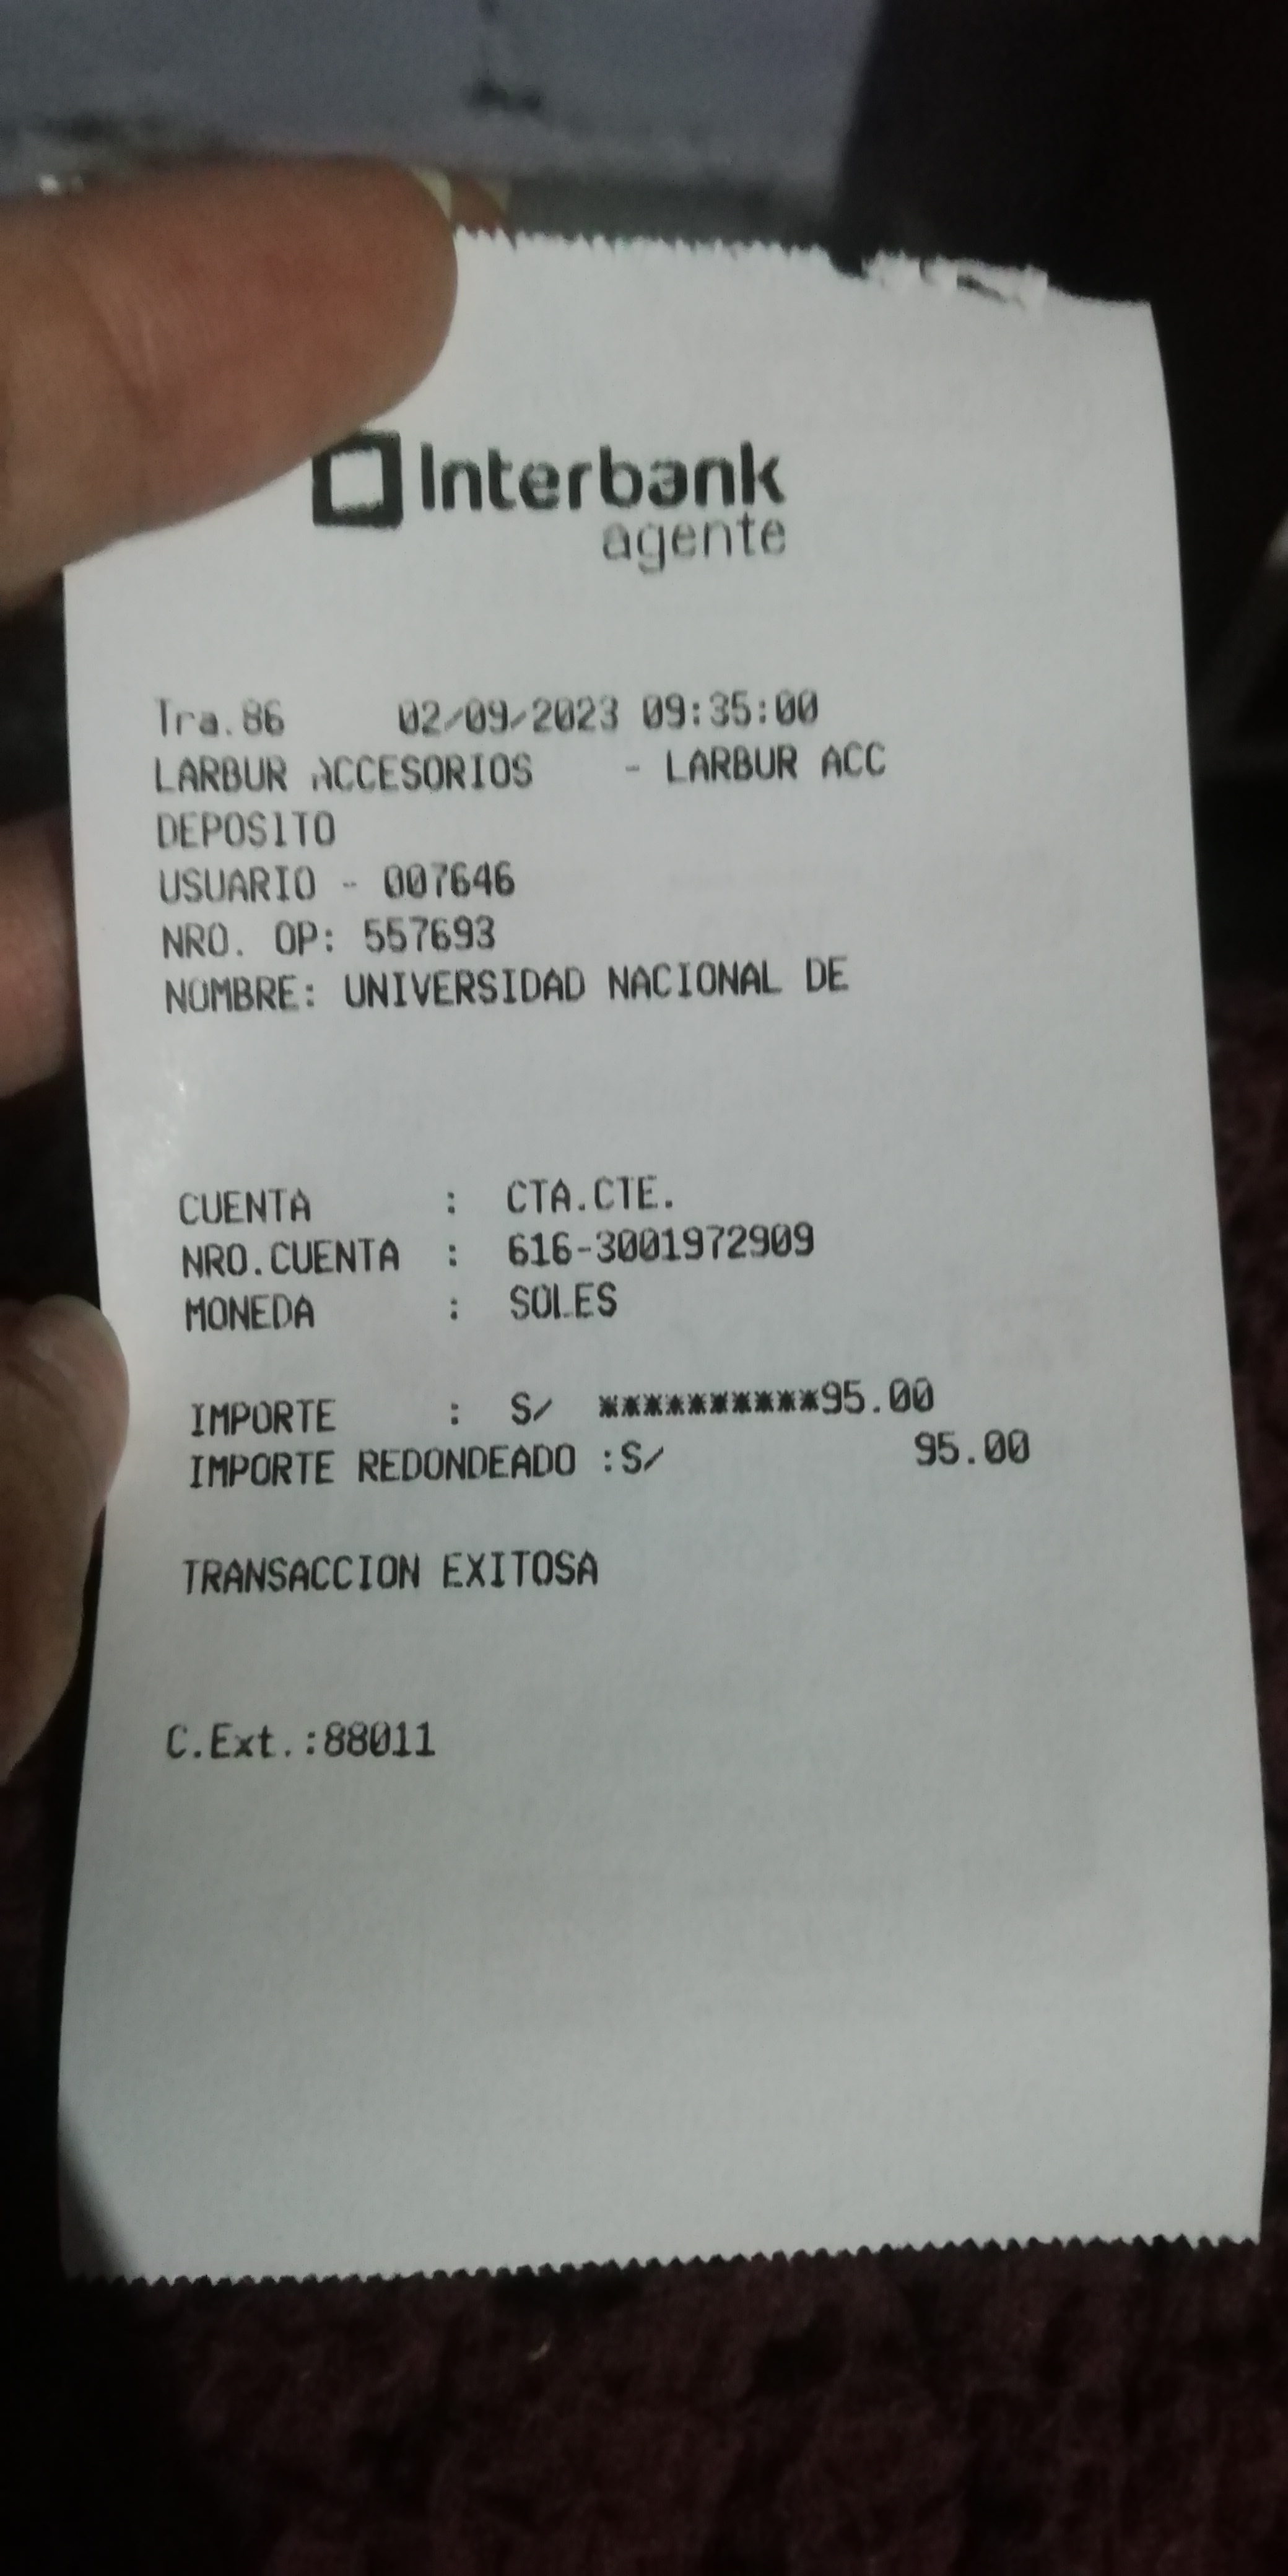 Interbank
agente
Tra.86 02/09/2023 09:35:00
LARBUR ACCESORIOS - LARBUR ACC
DEPOSITO
USUARIO - 007646
NRO. OP: 557693
NOMBRE: UNIVERSIDAD NACIONAL DE
CUENTA : CTA.CTE.
NRO.CUENTA : 616-3001972909
MONEDA : SOLES
IMPORTE : S/ **********95.00
IMPORTE REDONDEADO :S/ 95.00
TRANSACCION EXITOSA
C.Ext.:88011